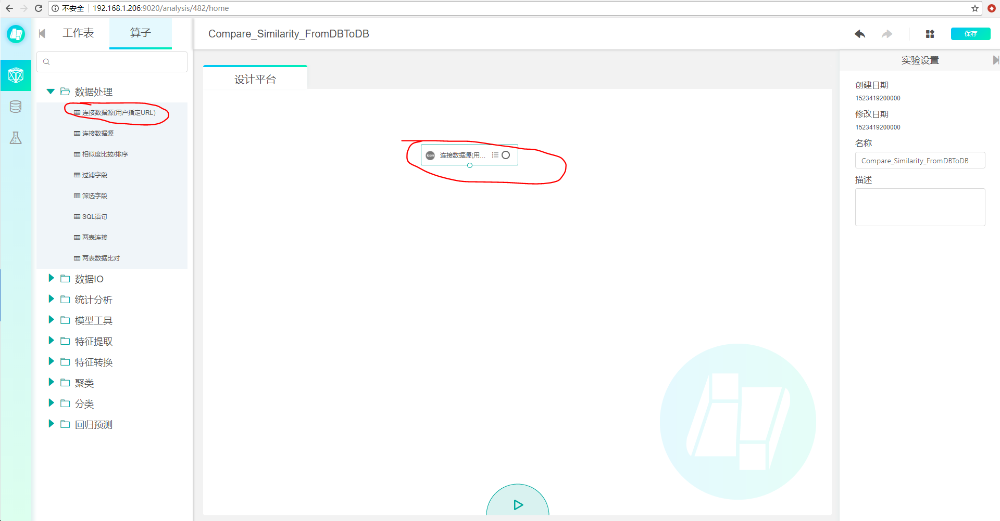 不安全 192.168.1.206:9020/analysis/482/home
工作表
算子
Compare_Similarity_FromDBToDB
保存
数据处理
连接数据源(用户指定URL)
连接数据源
相似度比较/排序
过滤字段
筛选字段
SQL语句
两表连接
两表数据比对
数据IO
统计分析
模型工具
特征提取
特征转换
聚类
分类
回归预测
设计平台
icon 连接数据源(用...
实验设置
创建日期
1523419200000
修改日期
1523419200000
名称
Compare_Similarity_FromDBToDB
描述